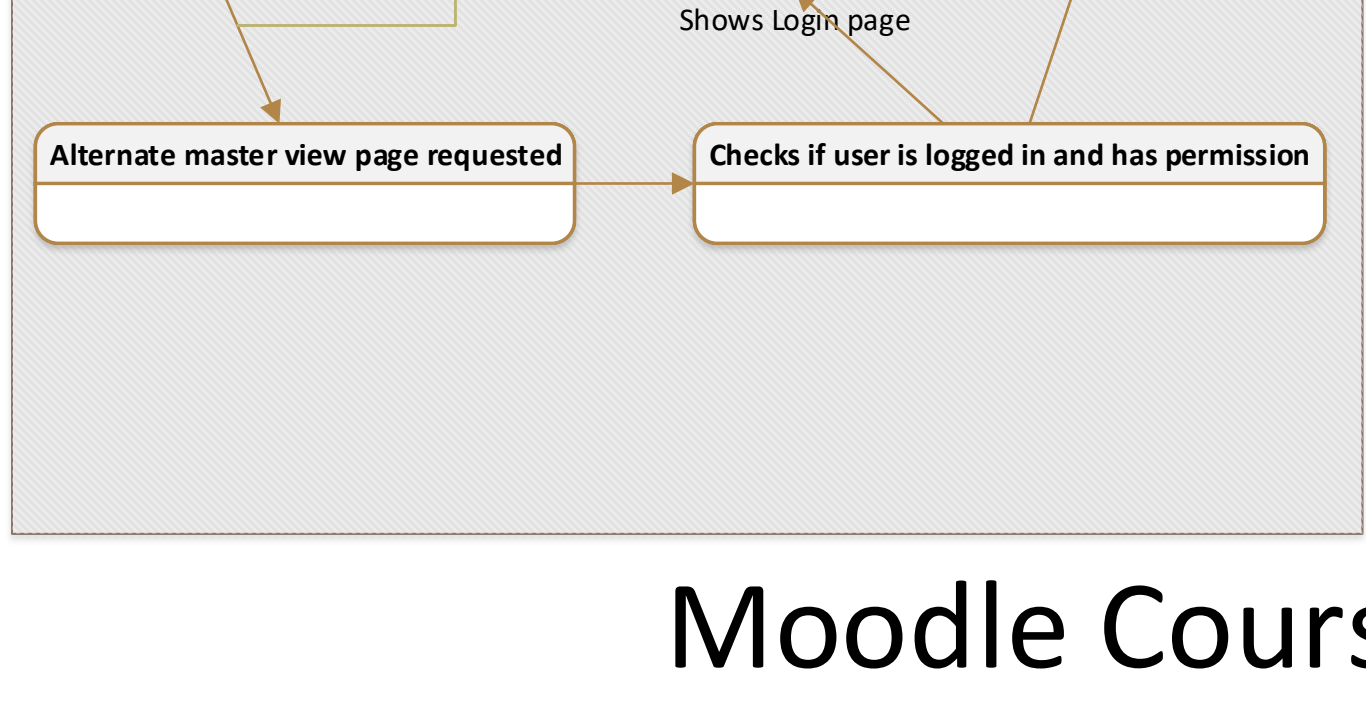 Shows Login page
Alternate master view page requested
Checks if user is logged in and has permission
Moodle Cours